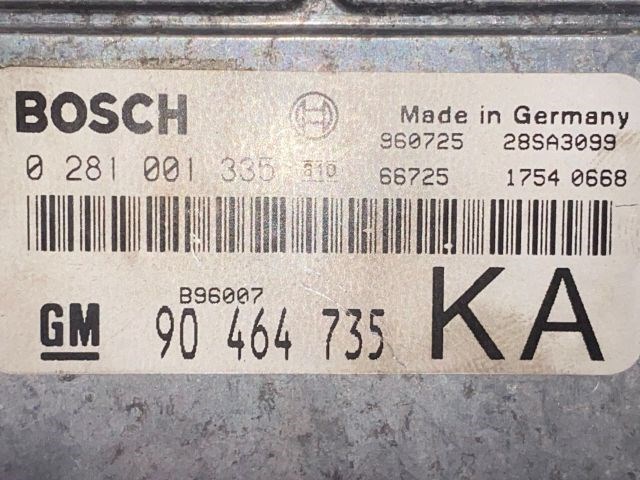 BOSCH Made in Germany
960725 28SA3099
0 281 001 335 810 66725 1754 0668
B96007
GM 90 464 735 KA